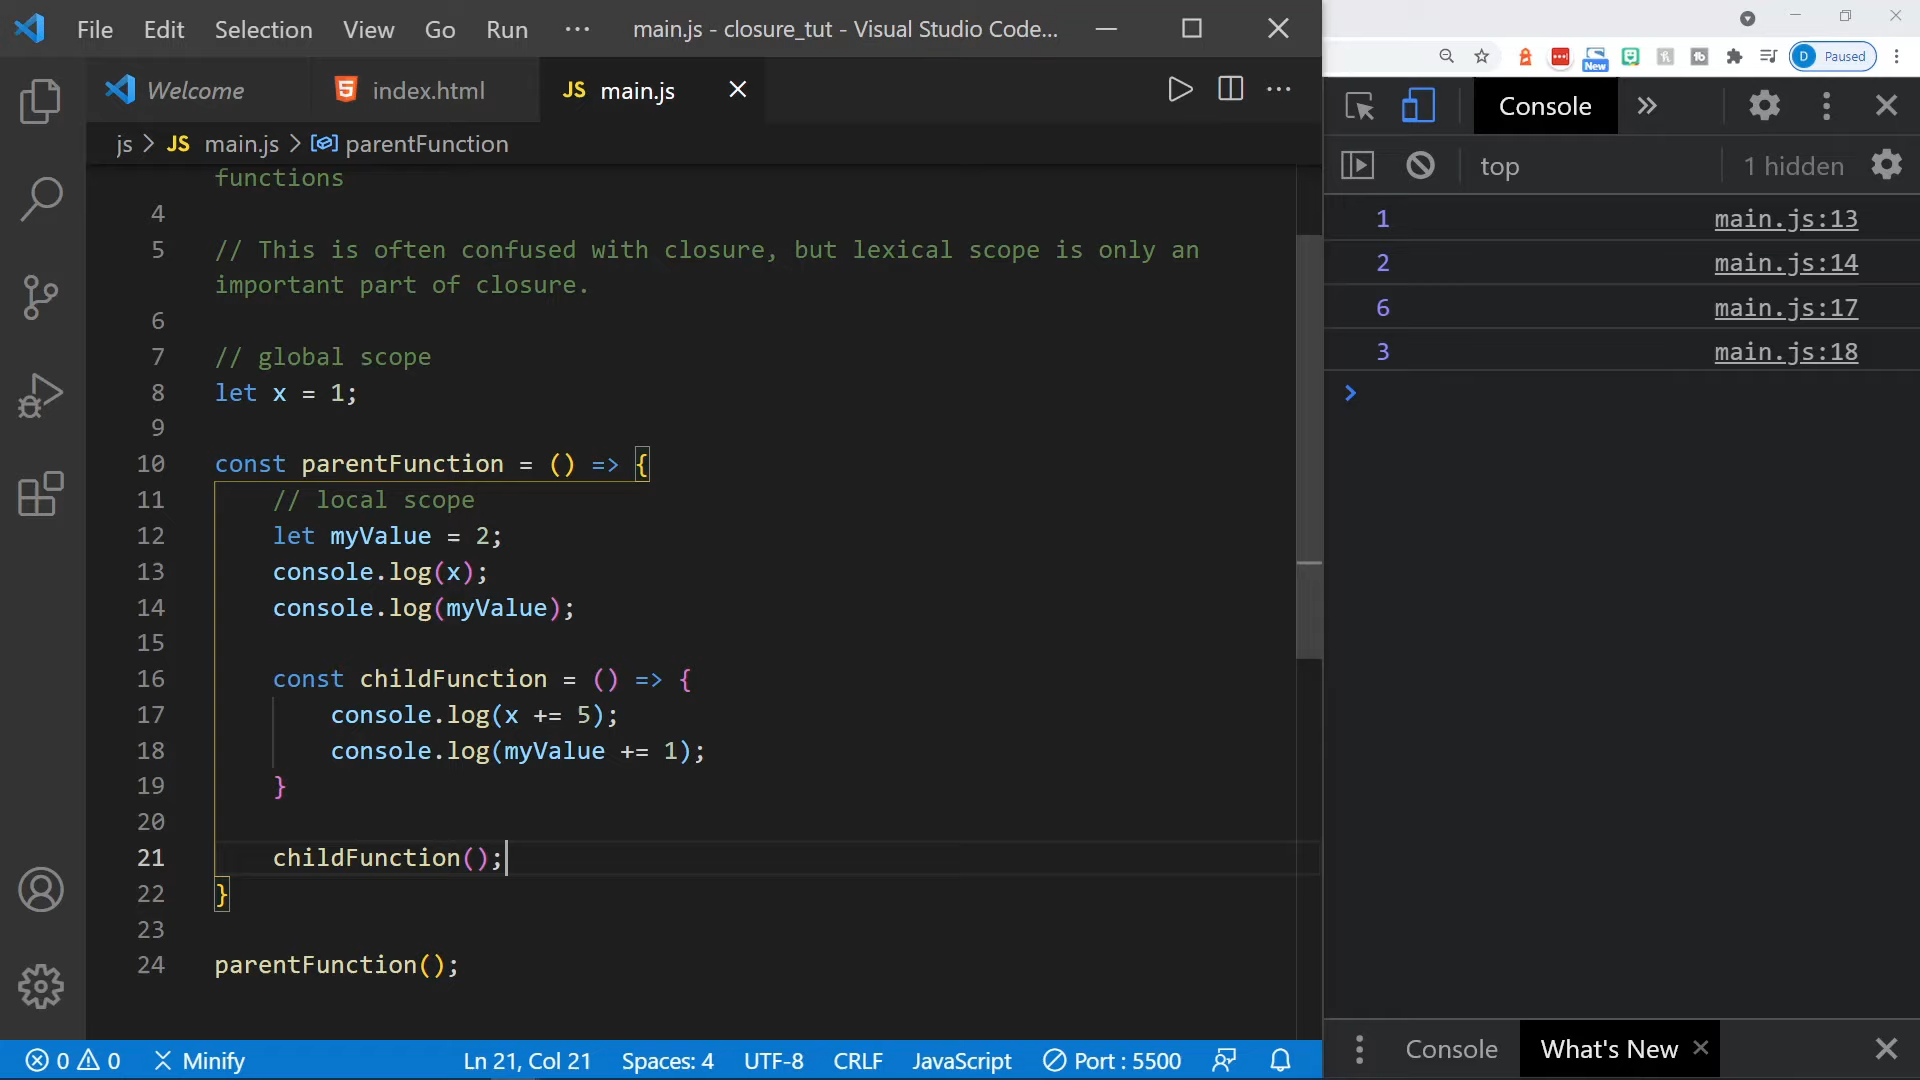 File Edit Selection View Go Run ··· main.js - closure_tut - Visual Studio Code...
Welcome index.html JS main.js
js > JS main.js > parentFunction
functions
4
5 // This is often confused with closure, but lexical scope is only an
important part of closure.
6
7 // global scope
8 let x = 1;
9
10 const parentFunction = () => {
11 // local scope
12 let myValue = 2;
13 console.log(x);
14 console.log(myValue);
15
16 const childFunction = () => {
17 console.log(x += 5);
18 console.log(myValue += 1);
19 }
20
21 childFunction();
22 }
23
24 parentFunction();
0 0 Minify Ln 21, Col 21 Spaces: 4 UTF-8 CRLF JavaScript Port : 5500
New D Paused
Console
top 1 hidden
1 main.js:13
2 main.js:14
6 main.js:17
3 main.js:18
Console What's New